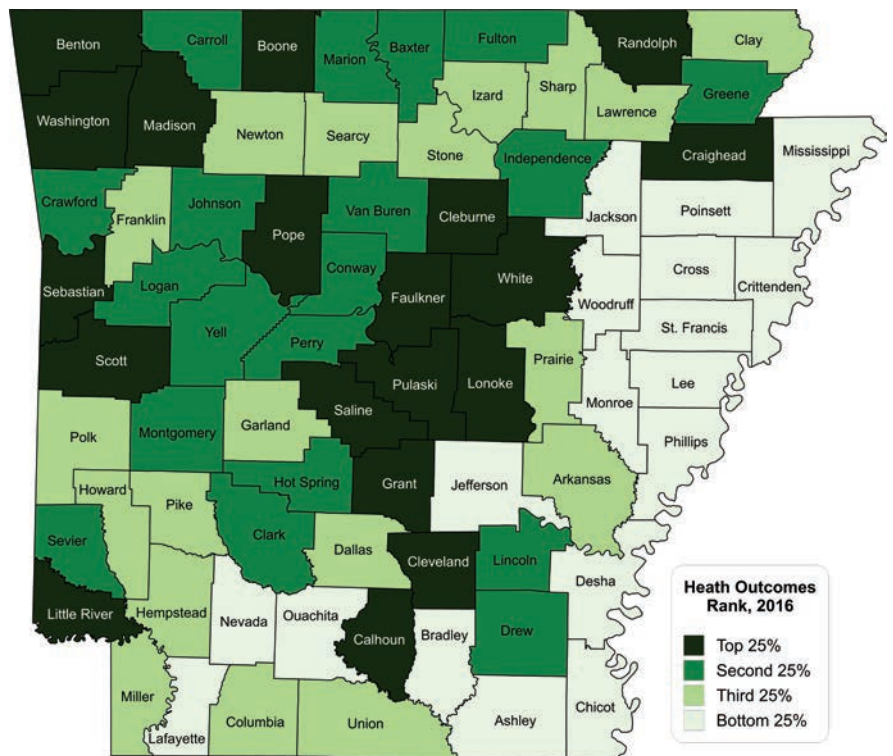 Benton
Carroll
Boone
Marion
Baxter
Fulton
Randolph
Clay
Washington
Madison
Newton
Searcy
Stone
Izard
Sharp
Lawrence
Greene
Crawford
Franklin
Johnson
Pope
Van Buren
Cleburne
Independence
Jackson
Craighead
Mississippi
Poinsett
Sebastian
Logan
Conway
Faulkner
White
Woodruff
Cross
Crittenden
Scott
Yell
Perry
Pulaski
Lonoke
Prairie
St. Francis
Lee
Monroe
Phillips
Polk
Montgomery
Garland
Saline
Howard
Pike
Hot Spring
Grant
Jefferson
Arkansas
Sevier
Clark
Dallas
Cleveland
Lincoln
Desha
Little River
Hempstead
Nevada
Ouachita
Calhoun
Bradley
Drew
Miller
Lafayette
Columbia
Union
Ashley
Chicot
Heath Outcomes
Rank, 2016
Top 25%
Second 25%
Third 25%
Bottom 25%